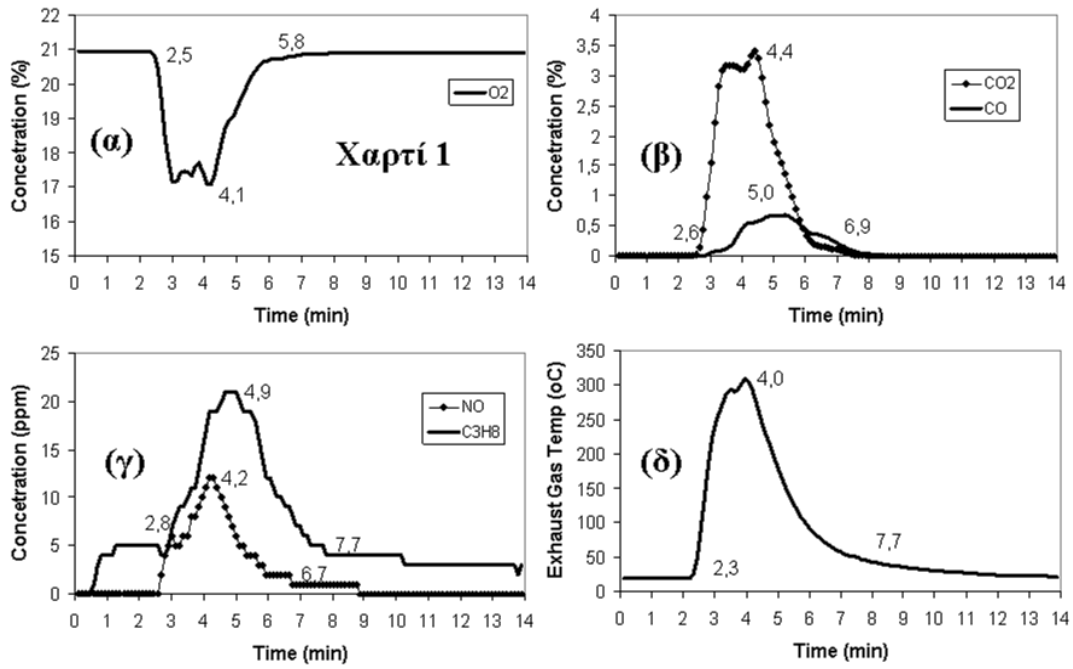 22
21
20
19
18
17
16
15
Concetration (%)
2,5
5,8
4,1
O2
(α)
Χαρτί 1
0 1 2 3 4 5 6 7 8 9 10 11 12 13 14
Time (min)
4
3,5
3
2,5
2
1,5
1
0,5
0
Concetration (%)
4,4
CO2
CO
(β)
5,0
2,6
6,9
0 1 2 3 4 5 6 7 8 9 10 11 12 13 14
Time (min)
25
20
15
10
5
0
Concetration (ppm)
4,9
NO
C3H8
(γ)
4,2
2,8
7,7
6,7
0 1 2 3 4 5 6 7 8 9 10 11 12 13 14
Time (min)
350
300
250
200
150
100
50
0
Exhaust Gas Temp (oC)
4,0
(δ)
7,7
2,3
0 1 2 3 4 5 6 7 8 9 10 11 12 13 14
Time (min)